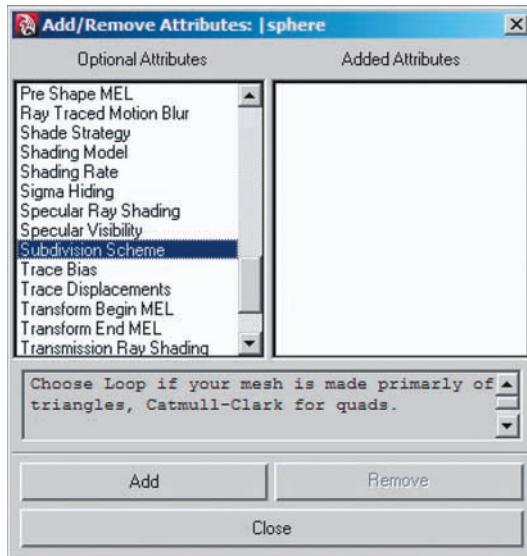 Add/Remove Attributes: |sphere
Optional Attributes
Added Attributes
Pre Shape MEL
Ray Traced Motion Blur
Shade Strategy
Shading Model
Shading Rate
Sigma Hiding
Specular Ray Shading
Specular Visibility
Subdivision Scheme
Trace Bias
Trace Displacements
Transform Begin MEL
Transform End MEL
Transmission Ray Shading
Choose Loop if your mesh is made primarly of
triangles, Catmull-Clark for quads.
Add
Remove
Close